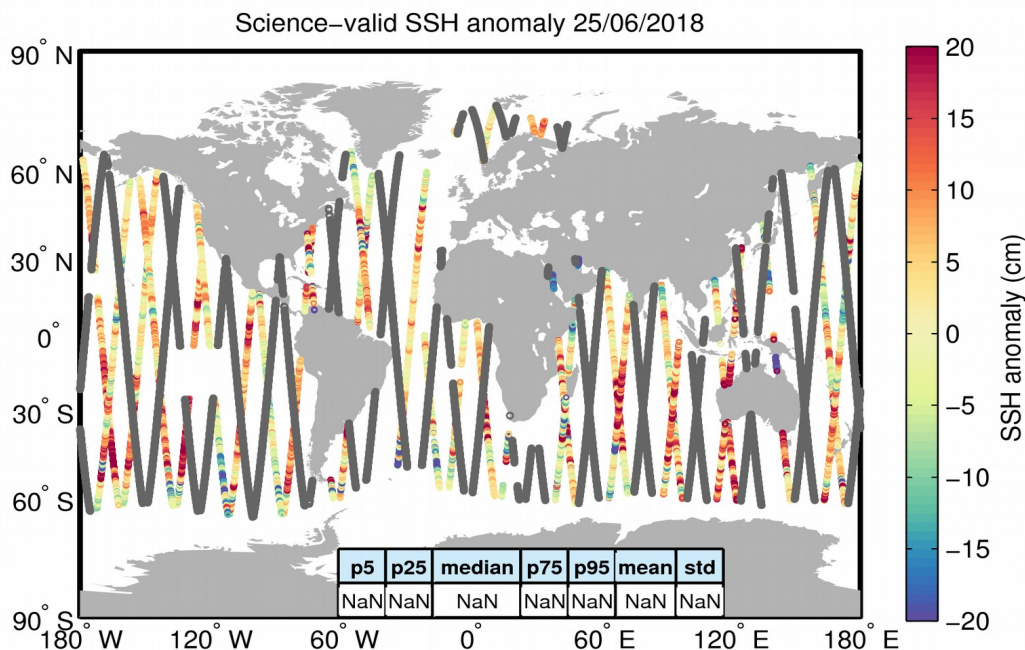 Science−valid SSH anomaly 25/06/2018
90° N
60° N
30° N
0°
30° S
60° S
90° S
180° W
120° W
60° W
0°
60° E
120° E
180° E
p5 p25 median p75 p95 mean std
NaN NaN NaN NaN NaN NaN NaN
20
15
10
5
0
−5
−10
−15
−20
SSH anomaly (cm)